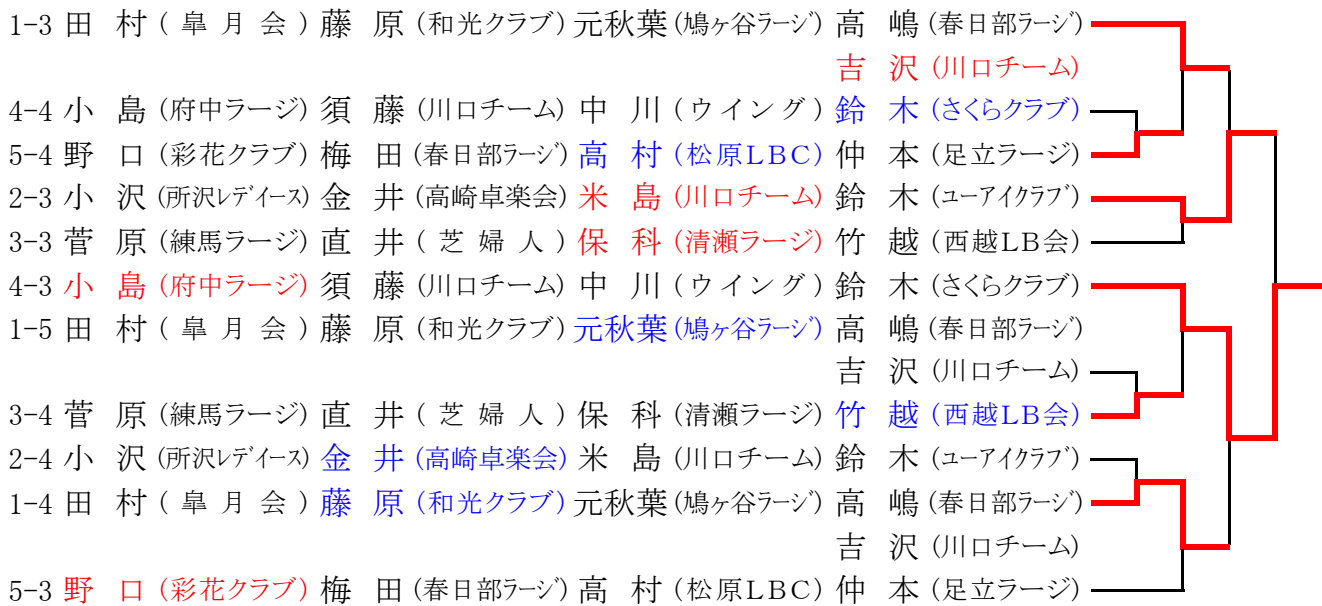 1-3 田 村 (皐月会) 藤 原 (和光クラブ) 元秋葉 (鳩ヶ谷ラージ) 高 嶋 (春日部ラージ)
吉 沢 (川口チーム)
4-4 小 島 (府中ラージ) 須 藤 (川口チーム) 中 川 (ウイング) 鈴 木 (さくらクラブ)
5-4 野 口 (彩花クラブ) 梅 田 (春日部ラージ) 高 村 (松原LBC) 仲 本 (足立ラージ)
2-3 小 沢 (所沢レデイース) 金 井 (高崎卓楽会) 米 島 (川口チーム) 鈴 木 (ユーアイクラブ)
3-3 菅 原 (練馬ラージ) 直 井 (芝婦人) 保 科 (清瀬ラージ) 竹 越 (西越LB会)
4-3 小 島 (府中ラージ) 須 藤 (川口チーム) 中 川 (ウイング) 鈴 木 (さくらクラブ)
1-5 田 村 (皐月会) 藤 原 (和光クラブ) 元秋葉 (鳩ヶ谷ラージ) 高 嶋 (春日部ラージ)
吉 沢 (川口チーム)
3-4 菅 原 (練馬ラージ) 直 井 (芝婦人) 保 科 (清瀬ラージ) 竹 越 (西越LB会)
2-4 小 沢 (所沢レデイース) 金 井 (高崎卓楽会) 米 島 (川口チーム) 鈴 木 (ユーアイクラブ)
1-4 田 村 (皐月会) 藤 原 (和光クラブ) 元秋葉 (鳩ヶ谷ラージ) 高 嶋 (春日部ラージ)
吉 沢 (川口チーム)
5-3 野 口 (彩花クラブ) 梅 田 (春日部ラージ) 高 村 (松原LBC) 仲 本 (足立ラージ)